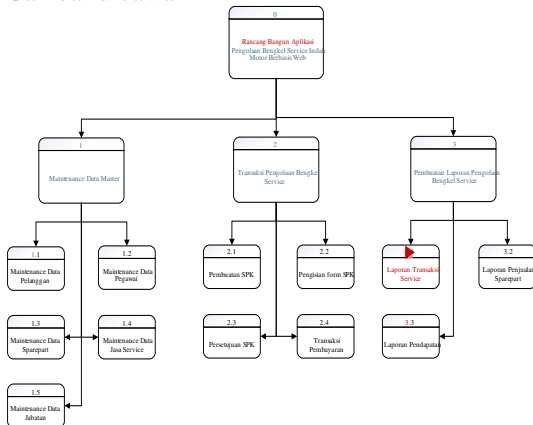 0
Rancang Bangun Aplikasi
Pengolaan Bengkel Service Indah
Motor Berbasis Web
1
Maintenance Data Master
2
Transaksi Pengolaan Bengkel
Service
3
Pembuatan Laporan Pengolaan
Bengkel Service
1.1
Maintenance Data
Pelanggan
1.2
Maintenance Data
Pegawai
2.1
Pembuatan SPK
2.2
Pengisian form SPK
Laporan Transaksi
Service
3.2
Laporan Penjualan
Sparepart
1.3
Maintenance Data
Sparepart
1.4
Maintenance Data
Jasa Service
2.3
Persetujuan SPK
2.4
Transaksi
Pembayaran
3.3
Laporan Pendapatan
1.5
Maintenance Data
Jabatan